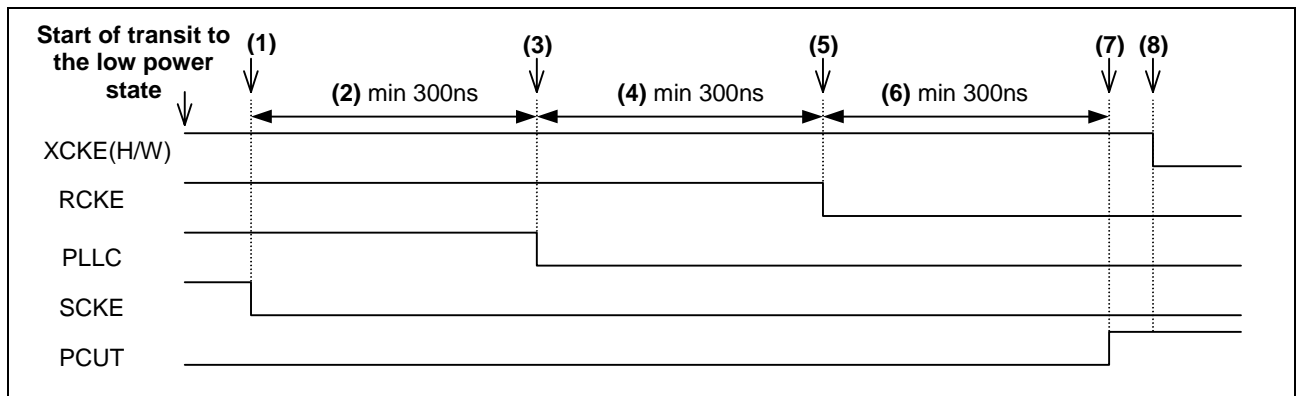 Start of transit to
the low power
state
(1)
(3)
(5)
(7) (8)
(2) min 300ns
(4) min 300ns
(6) min 300ns
XCKE(H/W)
RCKE
PLLC
SCKE
PCUT